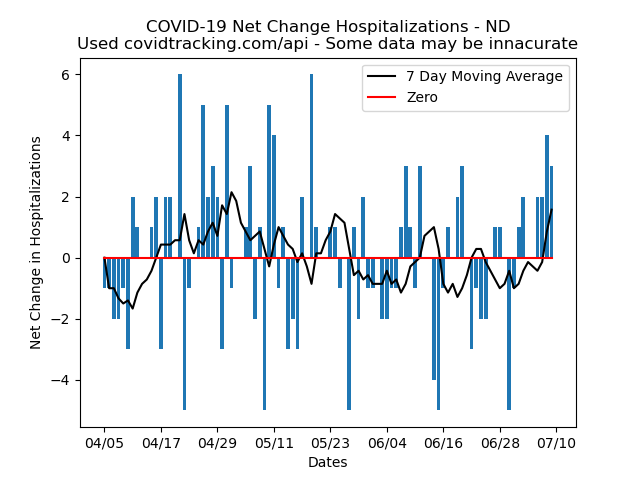 COVID-19 Net Change Hospitalizations - ND
Used covidtracking.com/api - Some data may be innacurate
7 Day Moving Average
Zero
Net Change in Hospitalizations
6
4
2
0
−2
−4
04/05 04/17 04/29 05/11 05/23 06/04 06/16 06/28 07/10
Dates